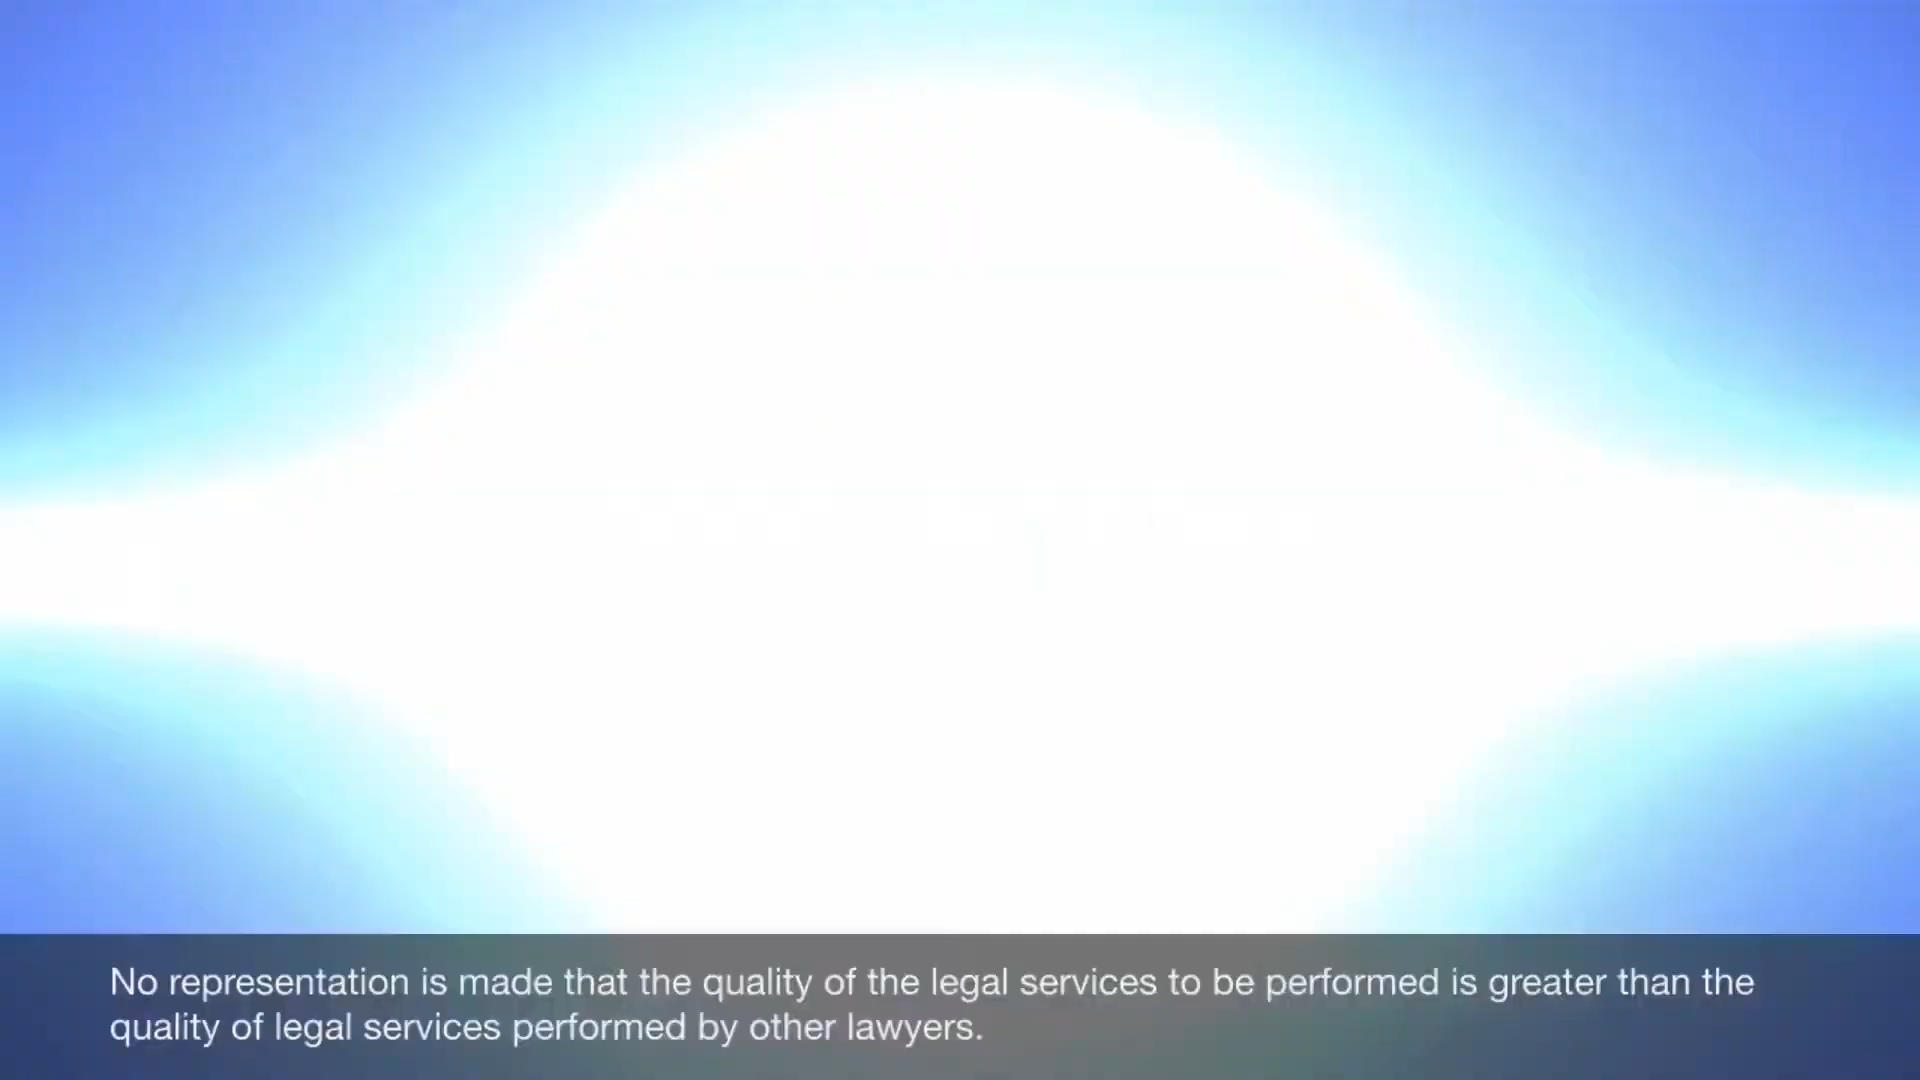 No representation is made that the quality of the legal services to be performed is greater than the
quality of legal services performed by other lawyers.